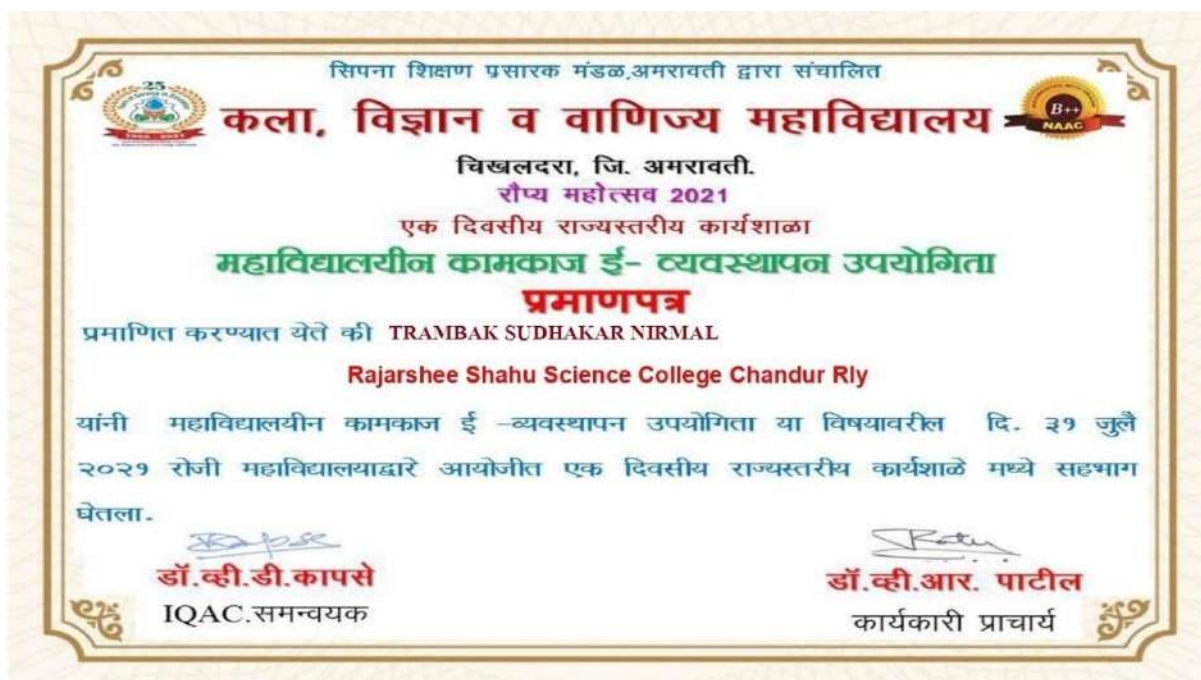 सिपना शिक्षण प्रसारक मंडळ,अमरावती द्वारा संचालित
25
कला, विज्ञान व वाणिज्य महाविद्यालय
B++
NAAC
चिखलदरा, जि. अमरावती.
रौप्य महोत्सव 2021
एक दिवसीय राज्यस्तरीय कार्यशाळा
महाविद्यालयीन कामकाज ई- व्यवस्थापन उपयोगिता
प्रमाणपत्र
प्रमाणित करण्यात येते की TRAMBAK SUDHAKAR NIRMAL
Rajarshee Shahu Science College Chandur Rly
यांनी महाविद्यालयीन कामकाज ई -व्यवस्थापन उपयोगिता या विषयावरील दि. ३१ जुलै
२०२१ रोजी महाविद्यालयाद्वारे आयोजीत एक दिवसीय राज्यस्तरीय कार्यशाळे मध्ये सहभाग
घेतला.
डॉ.व्ही.डी.कापसे
IQAC.समन्वयक
डॉ.व्ही.आर. पाटील
कार्यकारी प्राचार्य